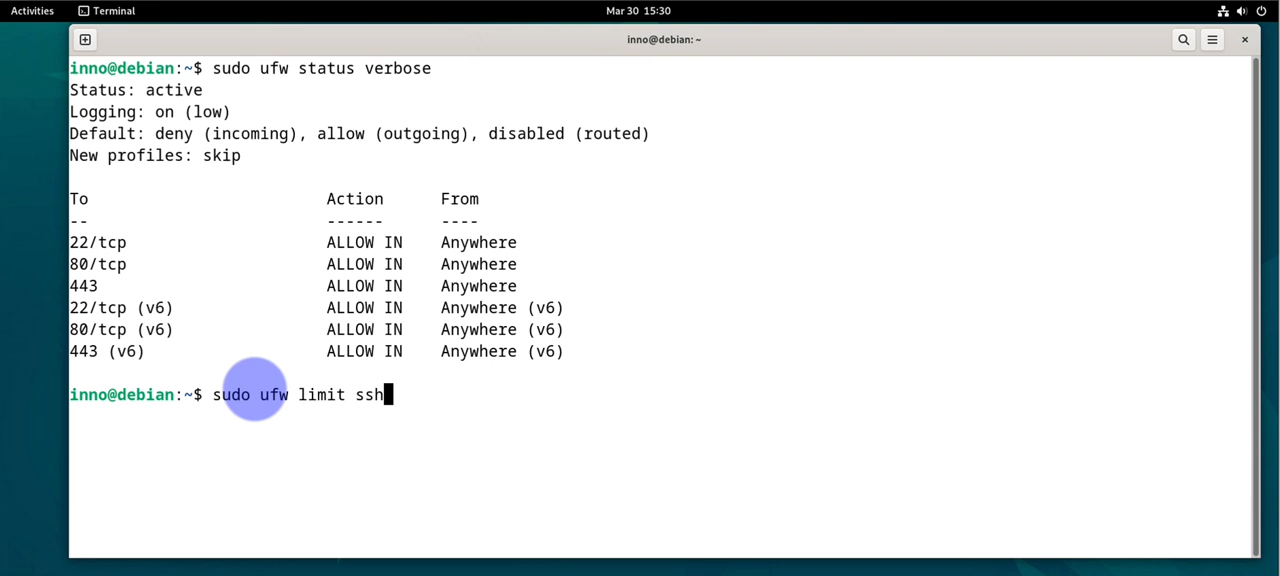 Activities Terminal Mar 30 15:30
inno@debian: ~
inno@debian:~$ sudo ufw status verbose
Status: active
Logging: on (low)
Default: deny (incoming), allow (outgoing), disabled (routed)
New profiles: skip
To Action From
-- ------ ----
22/tcp ALLOW IN Anywhere
80/tcp ALLOW IN Anywhere
443 ALLOW IN Anywhere
22/tcp (v6) ALLOW IN Anywhere (v6)
80/tcp (v6) ALLOW IN Anywhere (v6)
443 (v6) ALLOW IN Anywhere (v6)
inno@debian:~$ sudo ufw limit ssh